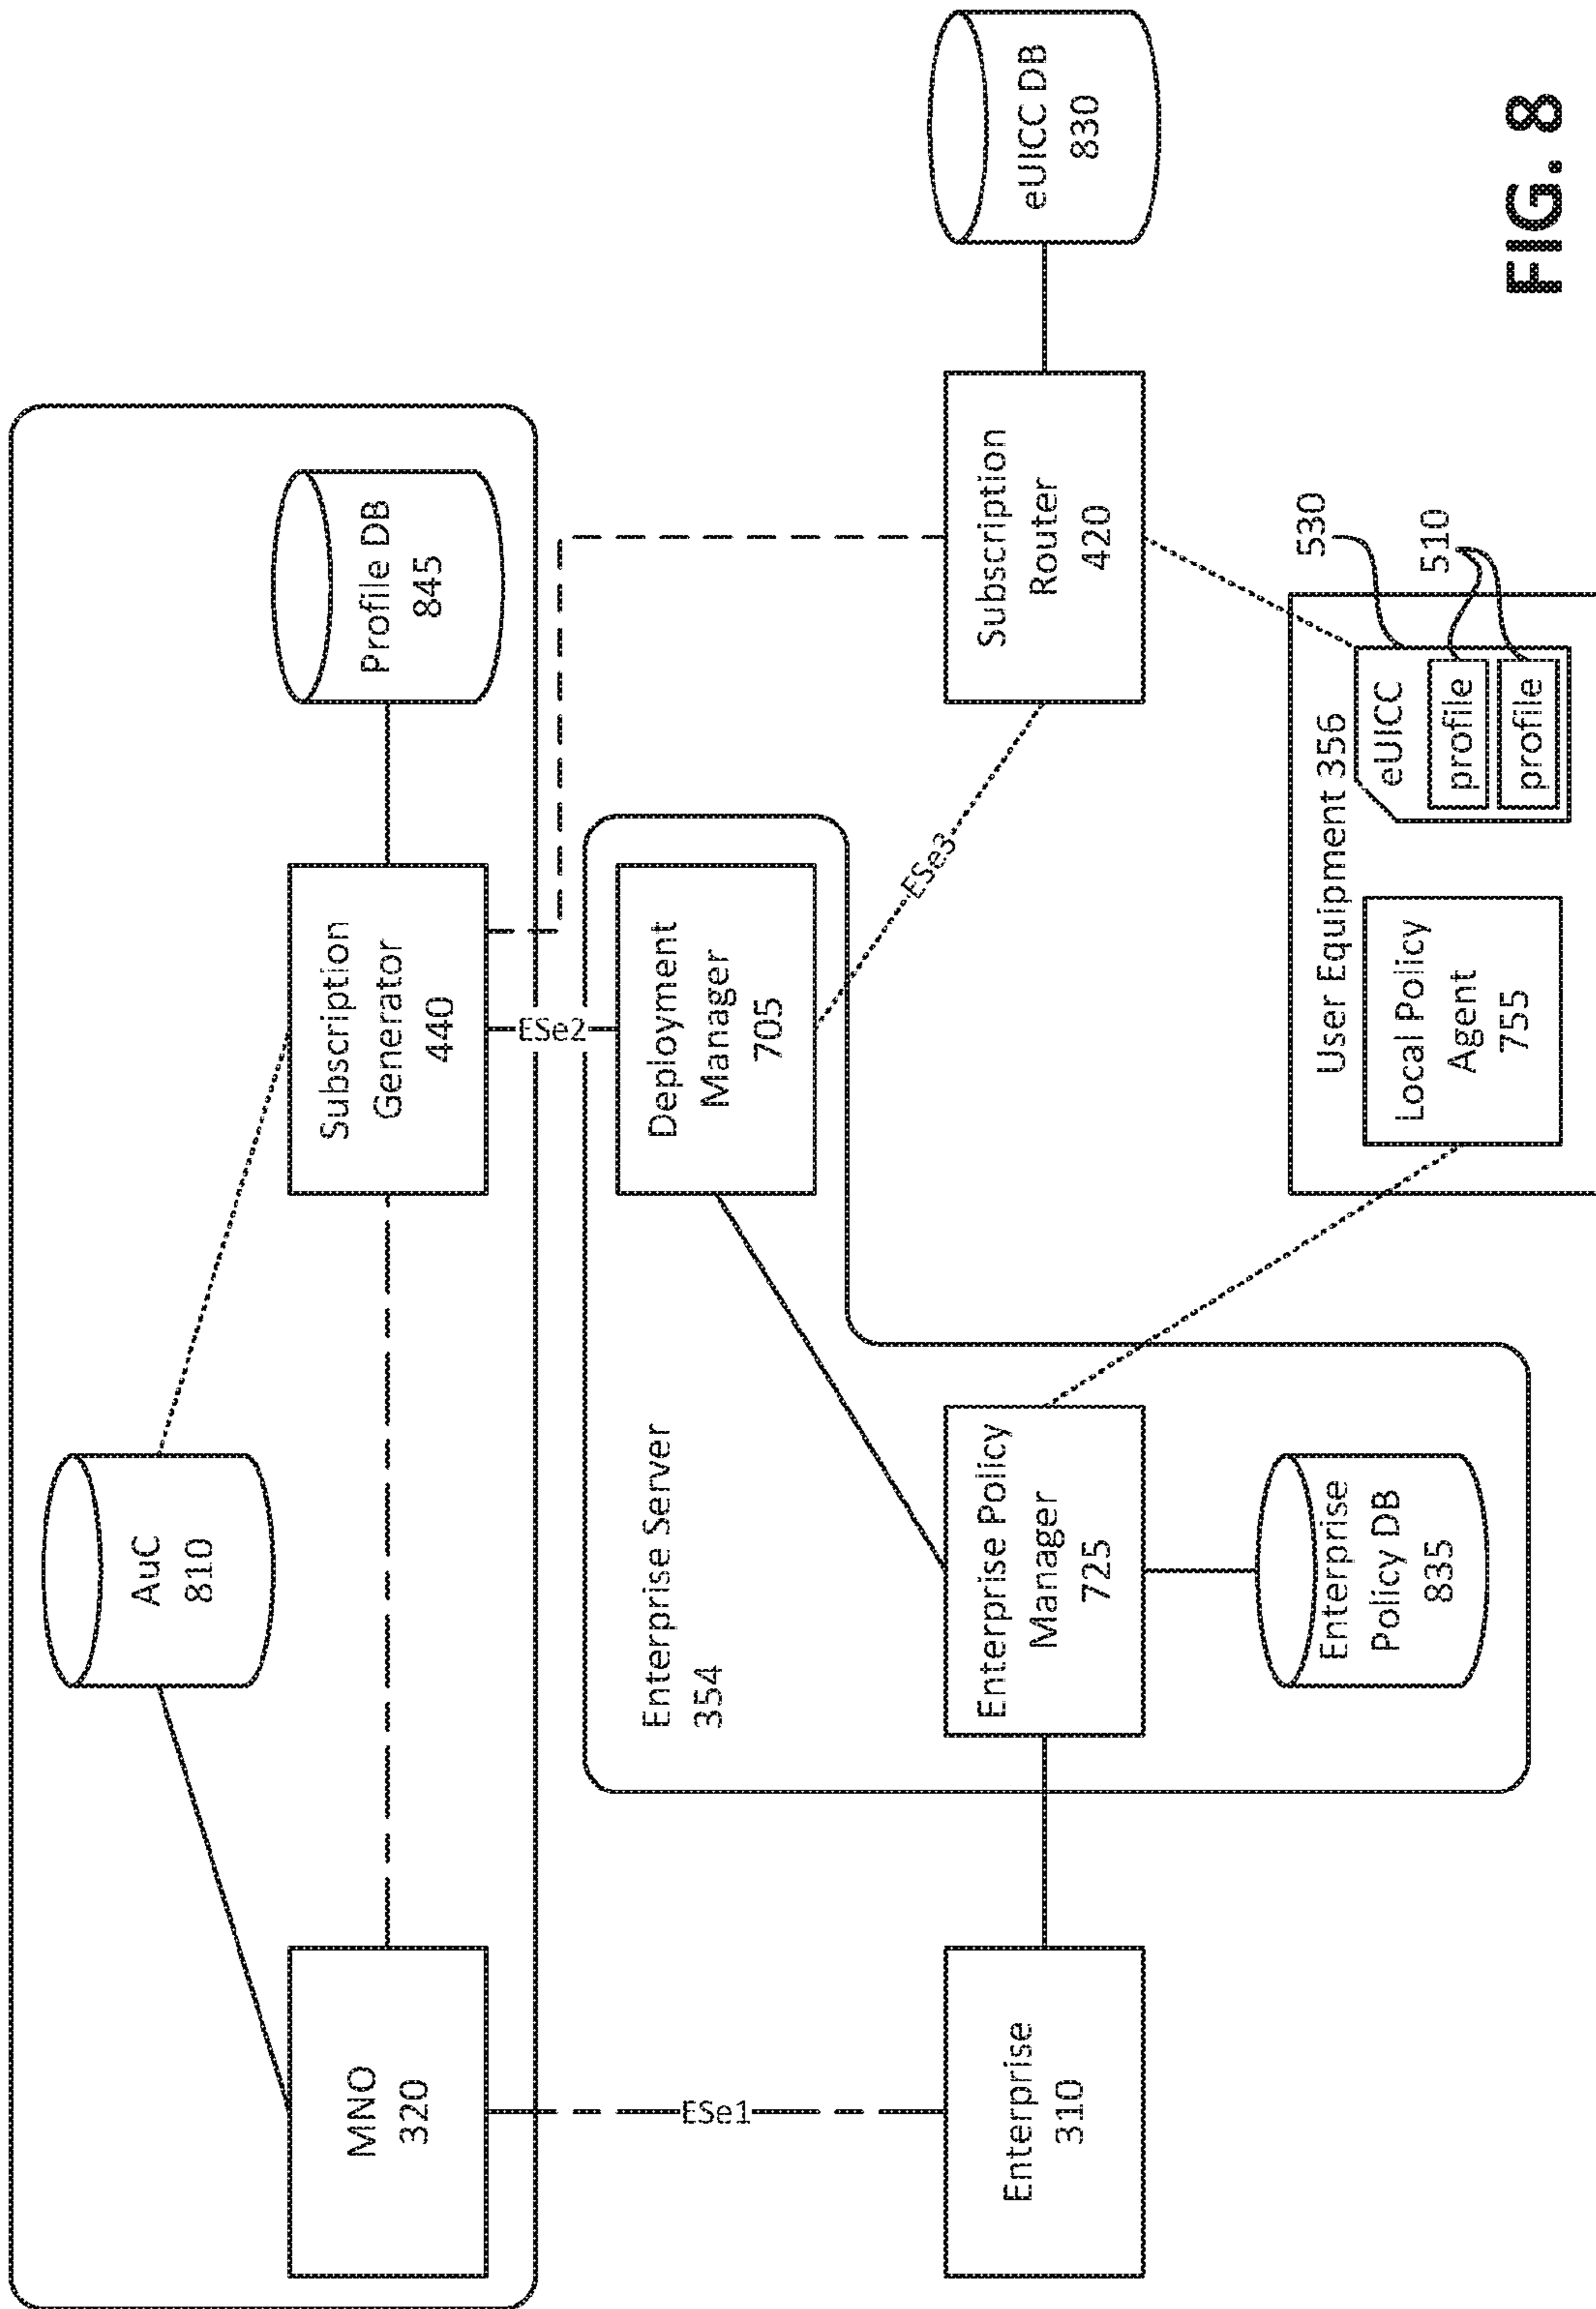 AuC
810
MNO
320
Subscription
Generator
440
Profile DB
845
ESe1
ESe2
Enterprise Server
354
Deployment
Manager
705
ESe3
Enterprise
310
Enterprise Policy
Manager
725
Subscription
Router
420
eUICC DB
830
Enterprise
Policy DB
835
User Equipment 356
Local Policy
Agent
755
eUICC
profile
profile
530
510
FIG. 8